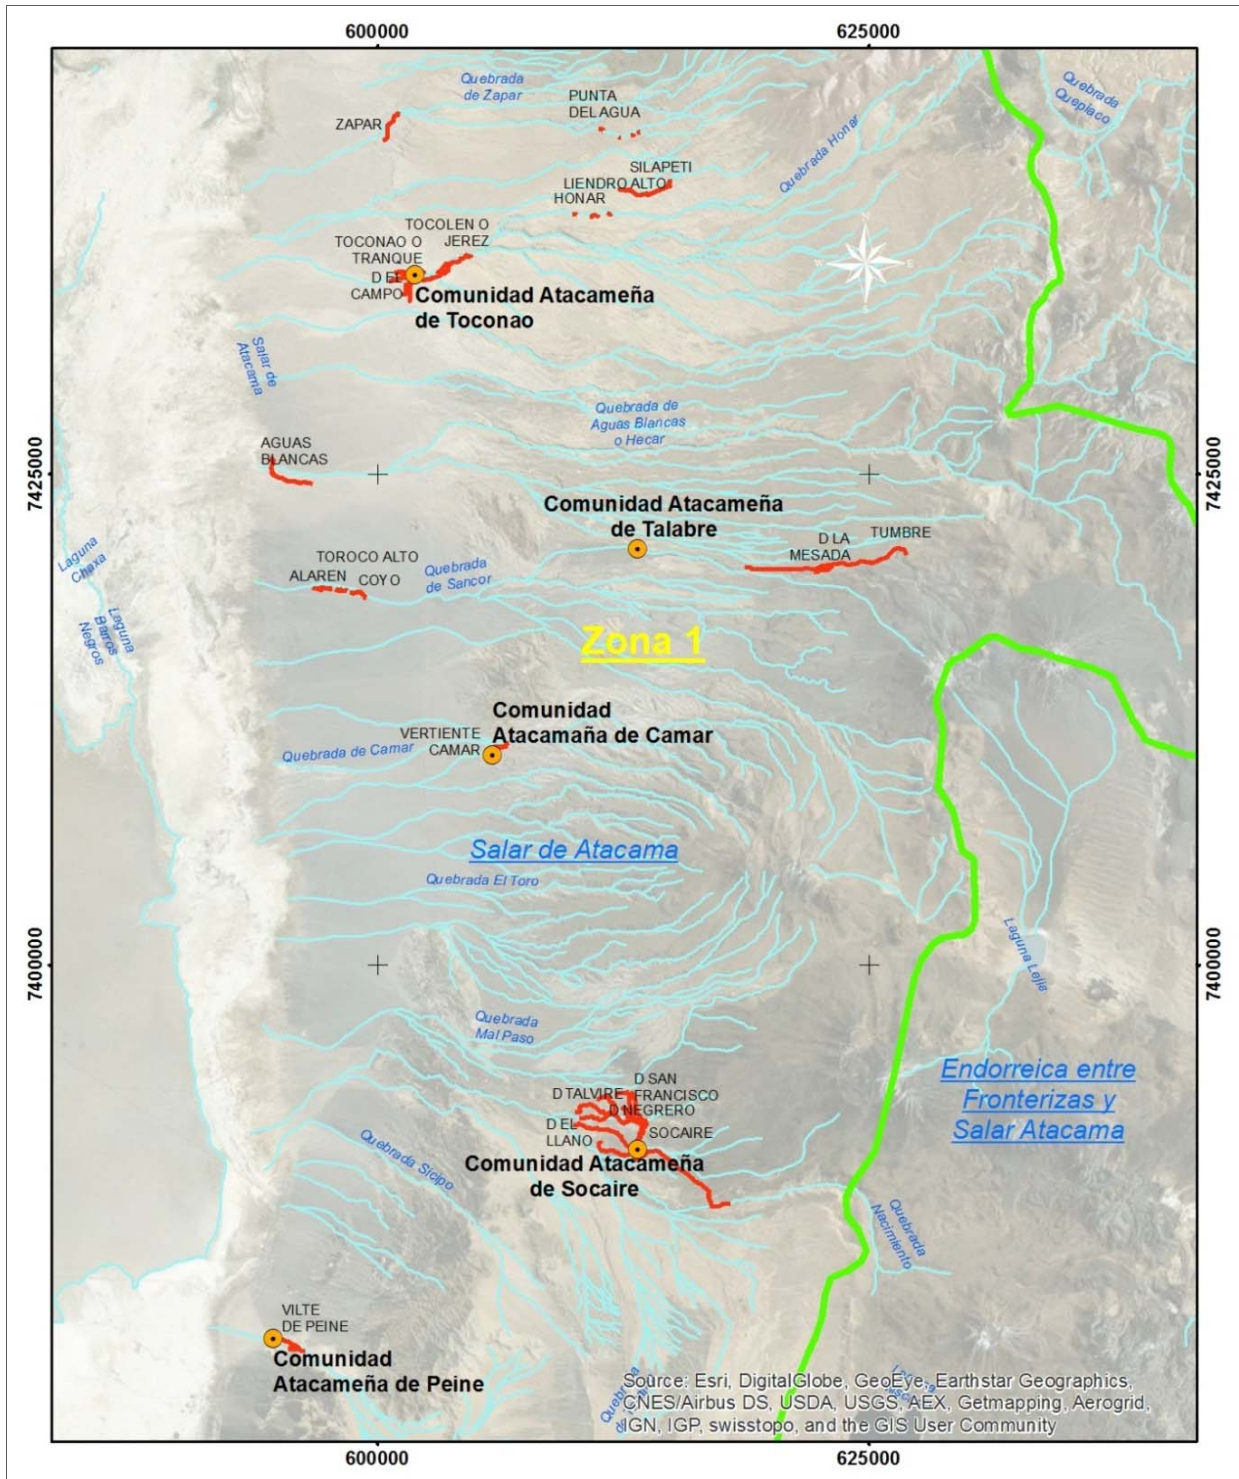 600000
625000
Quebrada
de Zapar
PUNTA
DELAGUA
Quebrada
Queplaco
ZAPAR
Quebrada Honar
SILAPETI
LIENDRO ALTO
HONAR
TOCOLEN O
JEREZ
TOCONAO O
TRANQUE
D EL
CAMPO
N
W
E
S
Comunidad Atacameña
de Toconao
Salar de
Atacama
Quebrada de
Aguas Blancas
o Hecar
AGUAS
BLANCAS
7425000
7425000
Comunidad Atacameña
de Talabre
D LA
MESADA
TUMBRE
Laguna
Chaxa
TOROCO ALTO
ALAREN
COYO
Quebrada
de Sancor
Laguna
Barros
Negros
Zona 1
Comunidad
Atacamaña de Camar
VERTIENTE
CAMAR
Quebrada de Camar
Salar de Atacama
Quebrada El Toro
Laguna Lejia
7400000
7400000
Quebrada
Mal Paso
Endorreica entre
Fronterizas y
Salar Atacama
D SAN
FRANCISCO
D TALVIRE
D NEGRERO
D EL
LLANO
SOCAIRE
Quebrada Sicipo
Comunidad Atacameña
de Socaire
Quebrada
Nacimiento
VILTE
DE PEINE
Comunidad
Atacameña de Peine
Quebrada
Source: Esri, DigitalGlobe, GeoEye, Earthstar Geographics,
CNES/Airbus DS, USDA, USGS, AEX, Getmapping, Aerogrid,
IGN, IGP, swisstopo, and the GIS User Community
600000
625000